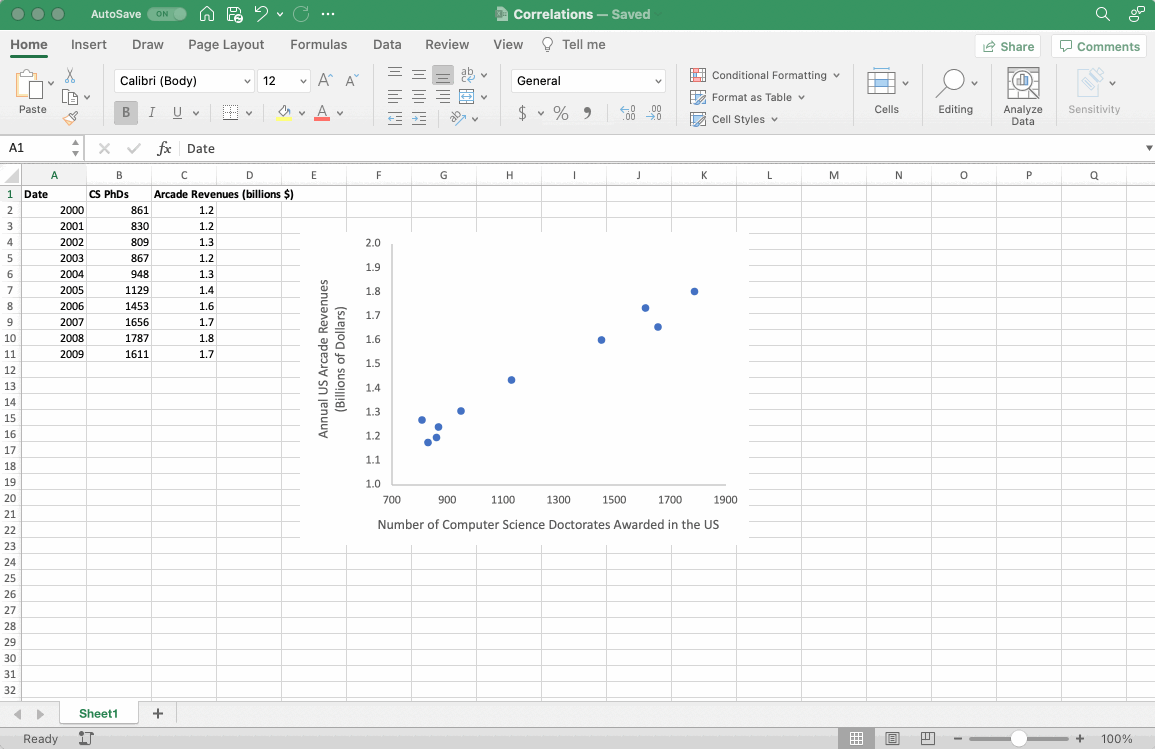 AutoSave ON Correlations — Saved
Home Insert Draw Page Layout Formulas Data Review View Tell me Share Comments
Paste Calibri (Body) 12 A A General Conditional Formatting Format as Table Cell Styles Cells Editing Analyze Data Sensitivity
B I U A ab c $ % 9 .00 .0
A1 fx Date
A B C D E F G H I J K L M N O P Q
1 Date CS PhDs Arcade Revenues (billions $)
2 2000 861 1.2
3 2001 830 1.2
4 2002 809 1.3
5 2003 867 1.2
6 2004 948 1.3
7 2005 1129 1.4
8 2006 1453 1.6
9 2007 1656 1.7
10 2008 1787 1.8
11 2009 1611 1.7
12
13
14
15
16
17
18
19
20
21
22
23
24
25
26
27
28
29
30
31
32
2.0
1.9
1.8
1.7
1.6
1.5
1.4
1.3
1.2
1.1
1.0
Annual US Arcade Revenues
(Billions of Dollars)
700 900 1100 1300 1500 1700 1900
Number of Computer Science Doctorates Awarded in the US
Sheet1 +
Ready 100%